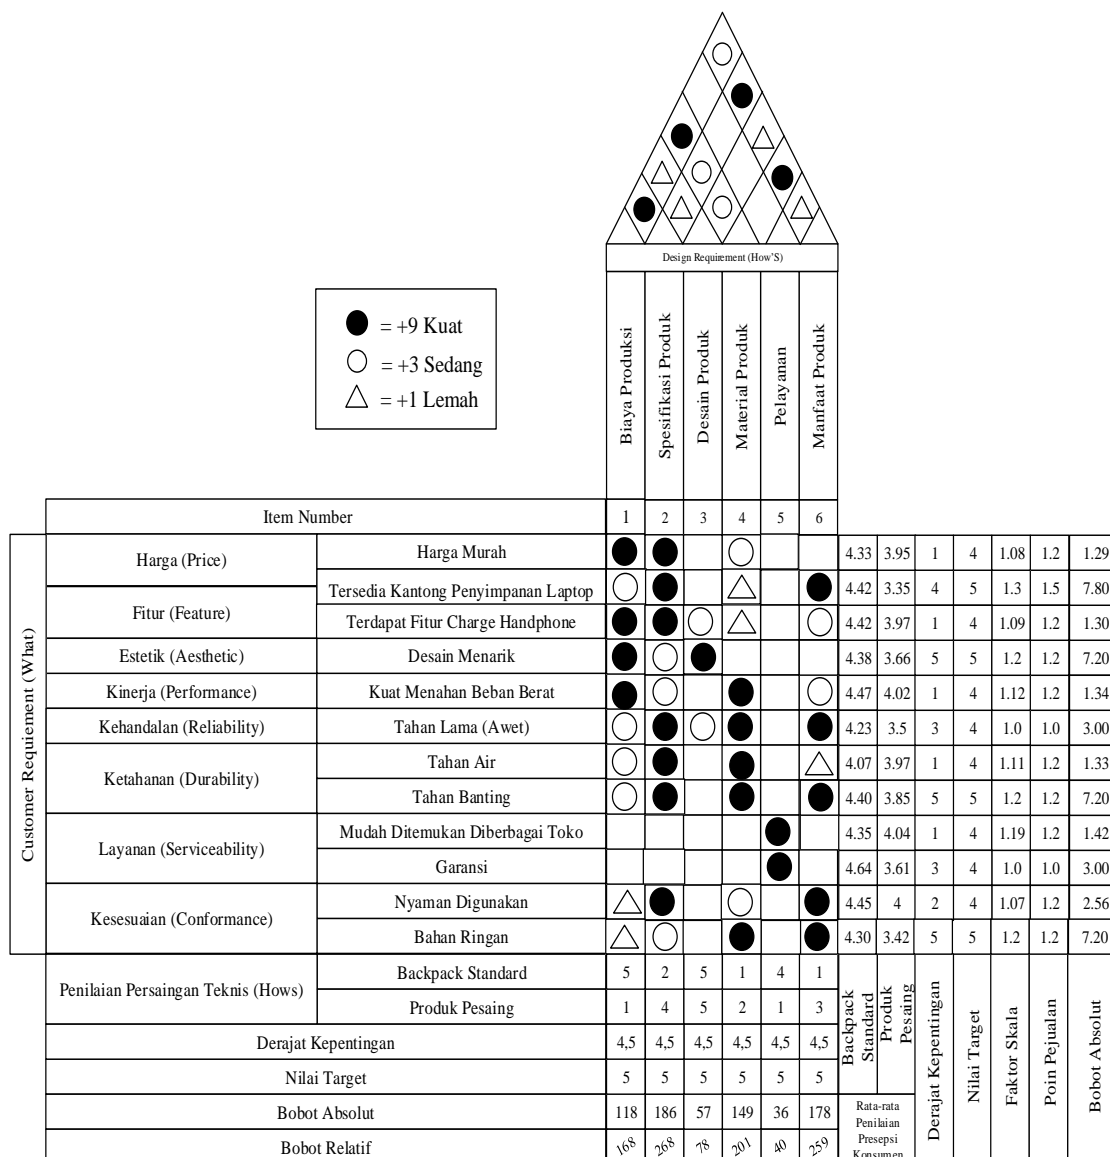 Design Requirement (How'S)
= +9 Kuat
= +3 Sedang
= +1 Lemah
Biaya Produksi
Spesifikasi Produk
Desain Produk
Material Produk
Pelayanan
Manfaat Produk
Item Number 1 2 3 4 5 6
Customer Requiement (What)
Harga (Price)
Harga Murah 4.33 3.95 1 4 1.08 1.2 1.29
Fitur (Feature)
Tersedia Kantong Penyimpanan Laptop 4.42 3.35 4 5 1.3 1.5 7.80
Terdapat Fitur Charge Handphone 4.42 3.97 1 4 1.09 1.2 1.30
Estetik (Aesthetic) Desain Menarik 4.38 3.66 5 5 1.2 1.2 7.20
Kinerja (Performance) Kuat Menahan Beban Berat 4.47 4.02 1 4 1.12 1.2 1.34
Kehandalan (Reliability) Tahan Lama (Awet) 4.23 3.5 3 4 1.0 1.0 3.00
Ketahanan (Durability)
Tahan Air 4.07 3.97 1 4 1.11 1.2 1.33
Tahan Banting 4.40 3.85 5 5 1.2 1.2 7.20
Layanan (Serviceability)
Mudah Ditemukan Diberbagai Toko 4.35 4.04 1 4 1.19 1.2 1.42
Garansi 4.64 3.61 3 4 1.0 1.0 3.00
Kesesuaian (Conformance)
Nyaman Digunakan 4.45 4 2 4 1.07 1.2 2.56
Bahan Ringan 4.30 3.42 5 5 1.2 1.2 7.20
Penilaian Persaingan Teknis (Hows)
Backpack Standard 5 2 5 1 4 1
Produk Pesaing 1 4 5 2 1 3
Derajat Kepentingan 4,5 4,5 4,5 4,5 4,5 4,5
Nilai Target 5 5 5 5 5 5
Bobot Absolut 118 186 57 149 36 178
Bobot Relatif 168 268 78 201 40 259
Backpack
Standard
Produk
Pesaing
Rata-rata
Penilaian
Presepsi
Konsumen
Derajat Kepentingan
Nilai Target
Faktor Skala
Poin Pejualan
Bobot Absolut